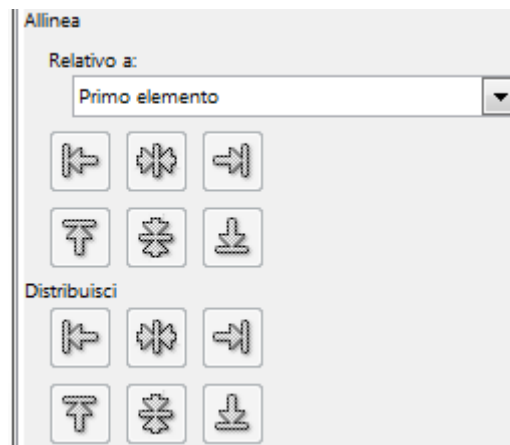 Allinea
Relativo a:
Primo elemento
Distribuisci